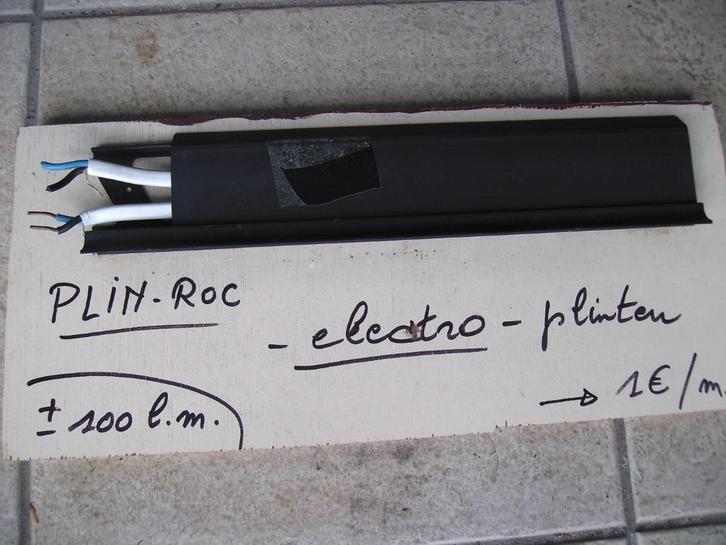 PLIN-ROC
- electro - plinten
± 100 l.m.
→ 1€/m.